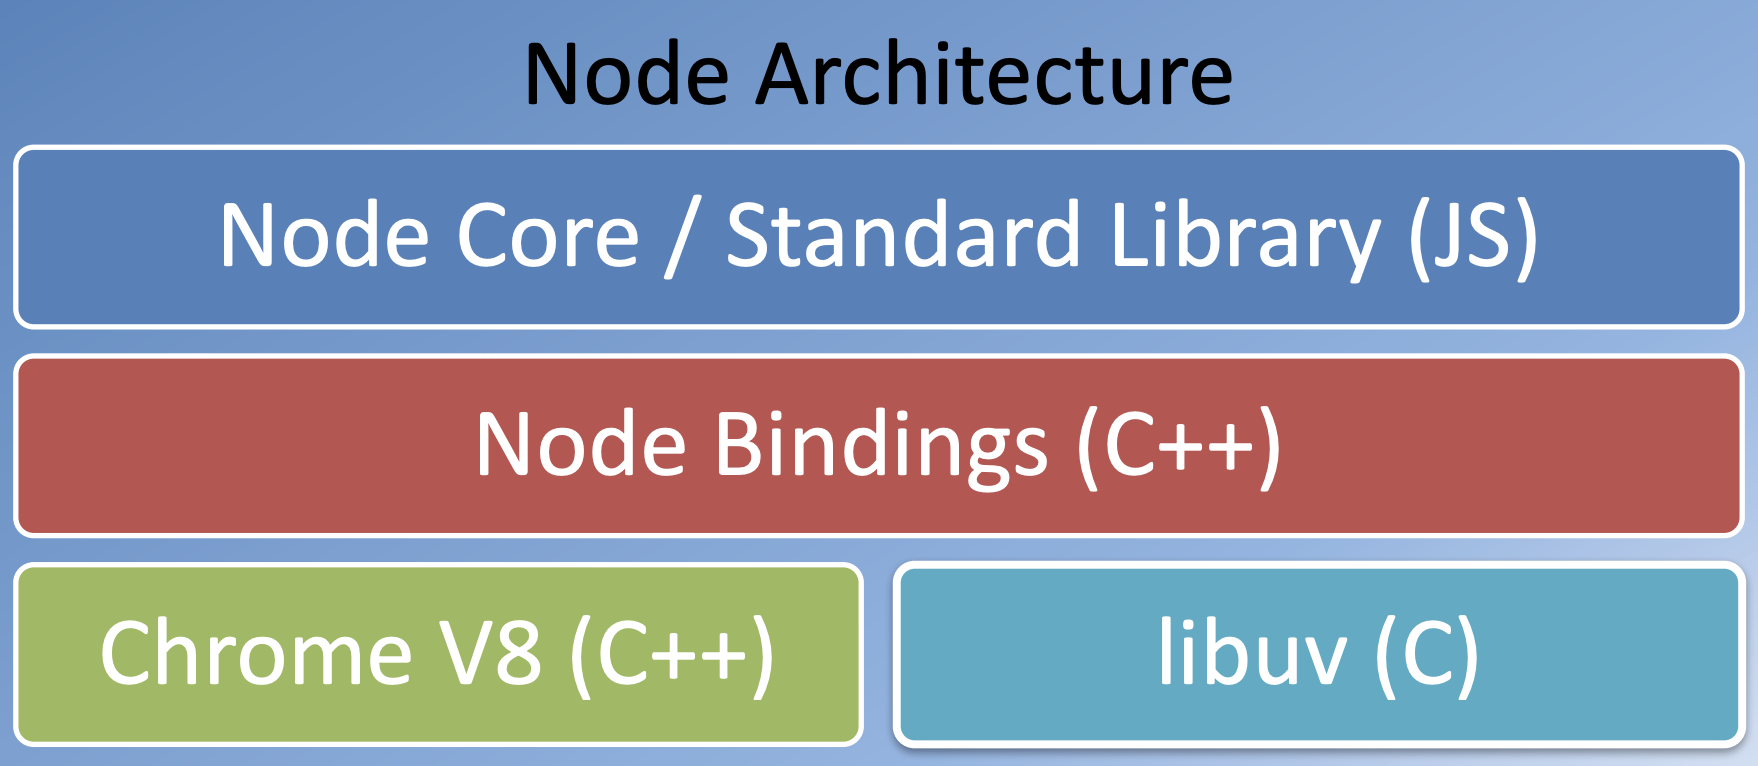 Node Architecture
Node Core / Standard Library (JS)
Node Bindings (C++)
Chrome V8 (C++)
libuv (C)